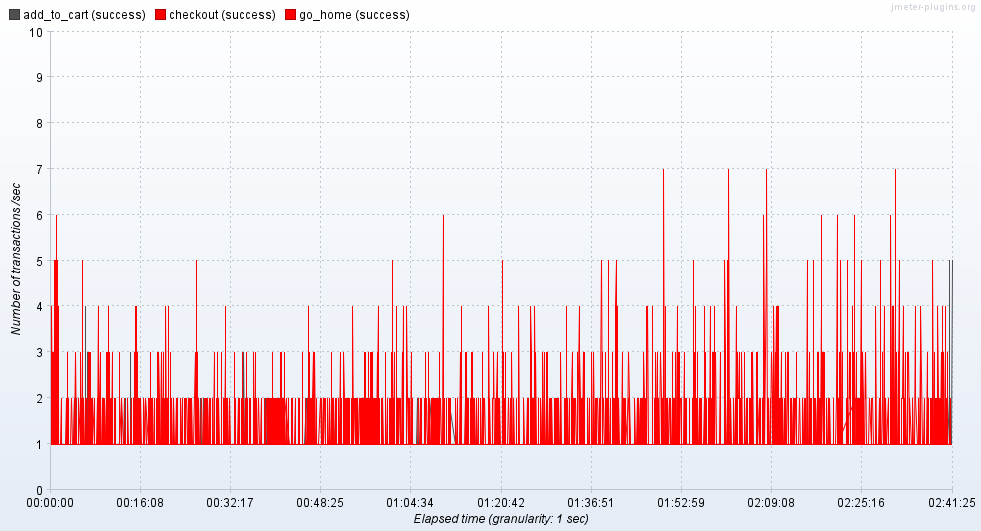 jmeter-plugins.org
add_to_cart (success) checkout (success) go_home (success)
10
9
8
7
6
5
4
3
2
1
0
Number of transactions /sec
00:00:00 00:16:08 00:32:17 00:48:25 01:04:34 01:20:42 01:36:51 01:52:59 02:09:08 02:25:16 02:41:25
Elapsed time (granularity: 1 sec)